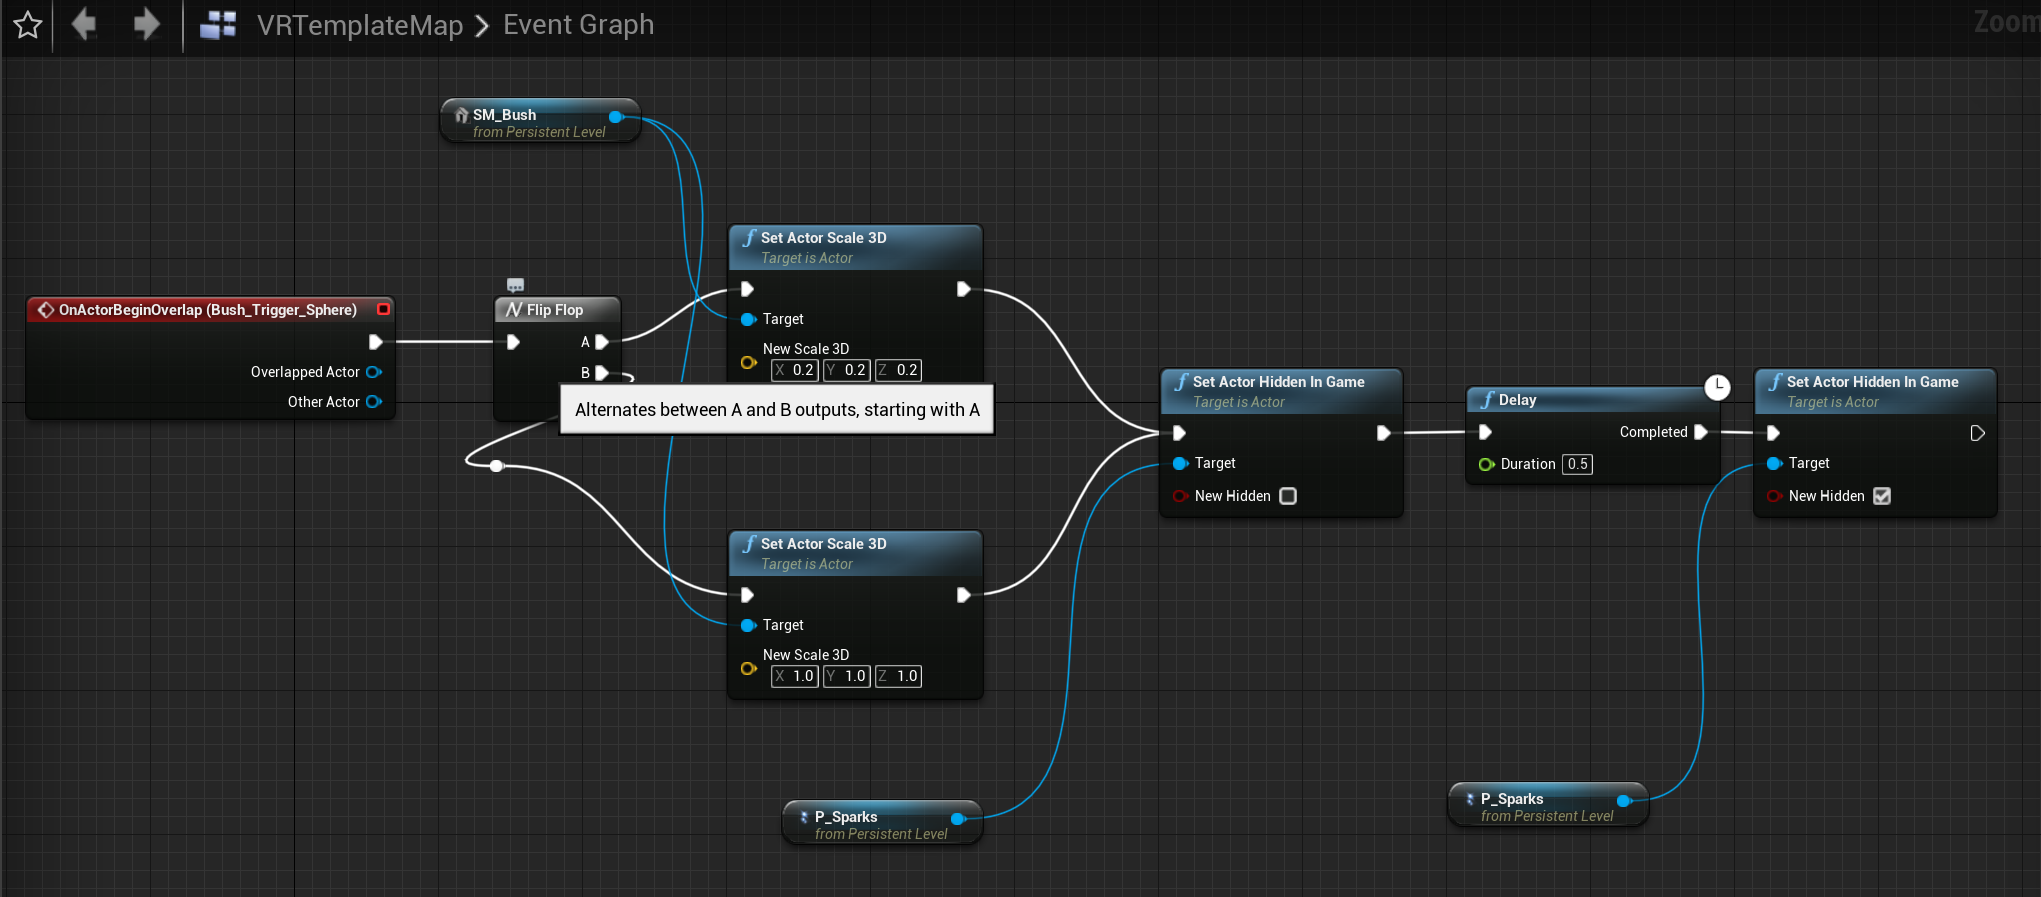 VRTemplateMap > Event Graph
Zoom
SM_Bush
from Persistent Level
Set Actor Scale 3D
Target is Actor
Target
New Scale 3D
X 0.2 Y 0.2 Z 0.2
OnActorBeginOverlap (Bush_Trigger_Sphere)
Overlapped Actor
Other Actor
Flip Flop
A
B
Alternates between A and B outputs, starting with A
Set Actor Scale 3D
Target is Actor
Target
New Scale 3D
X 1.0 Y 1.0 Z 1.0
Set Actor Hidden In Game
Target is Actor
Target
New Hidden
Delay
Completed
Duration 0.5
Set Actor Hidden In Game
Target is Actor
Target
New Hidden
P_Sparks
from Persistent Level
P_Sparks
from Persistent Level